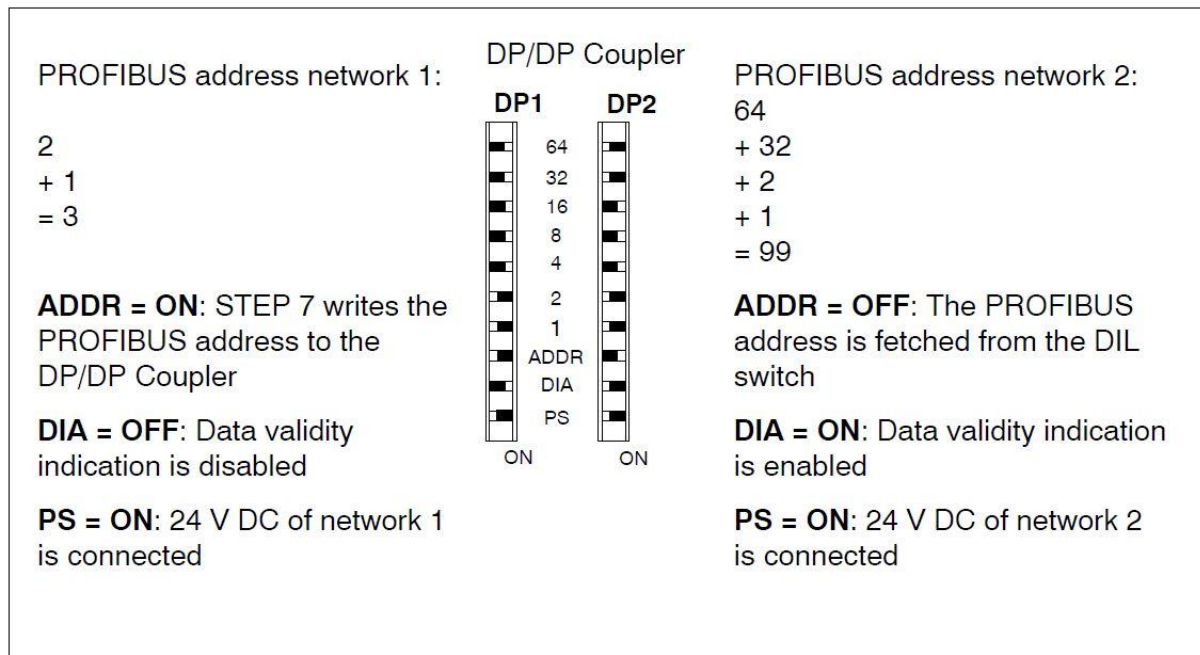 PROFIBUS address network 1:
2
+ 1
= 3
ADDR = ON: STEP 7 writes the
PROFIBUS address to the
DP/DP Coupler
DIA = OFF: Data validity
indication is disabled
PS = ON: 24 V DC of network 1
is connected
DP/DP Coupler
DP1 DP2
64
32
16
8
4
2
1
ADDR
DIA
PS
ON ON
PROFIBUS address network 2:
64
+ 32
+ 2
+ 1
= 99
ADDR = OFF: The PROFIBUS
address is fetched from the DIL
switch
DIA = ON: Data validity indication
is enabled
PS = ON: 24 V DC of network 2
is connected